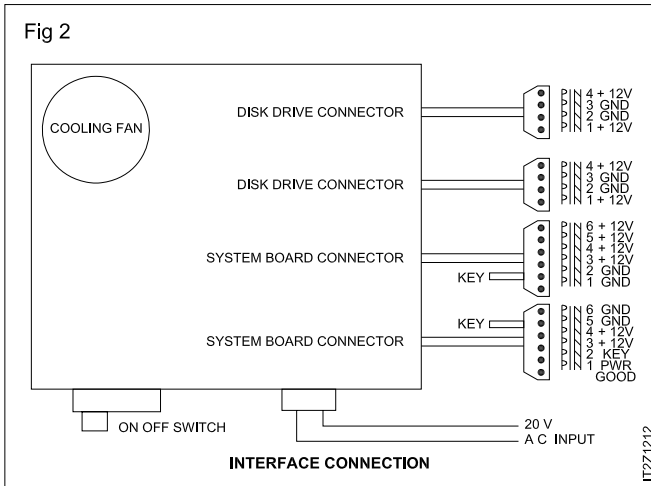 Fig 2
COOLING FAN
DISK DRIVE CONNECTOR
PIN 4 + 12V
PIN 3 GND
PIN 2 GND
PIN 1 + 12V
DISK DRIVE CONNECTOR
PIN 4 + 12V
PIN 3 GND
PIN 2 GND
PIN 1 + 12V
SYSTEM BOARD CONNECTOR
KEY
PIN 6 + 12V
PIN 5 + 12V
PIN 4 + 12V
PIN 3 + 12V
PIN 2 GND
PIN 1 GND
SYSTEM BOARD CONNECTOR
KEY
PIN 6 GND
PIN 5 GND
PIN 4 + 12V
PIN 3 + 12V
PIN 2 KEY
PIN 1 PWR
GOOD
ON OFF SWITCH
20 V
A C INPUT
INTERFACE CONNECTION
IT2Z1212